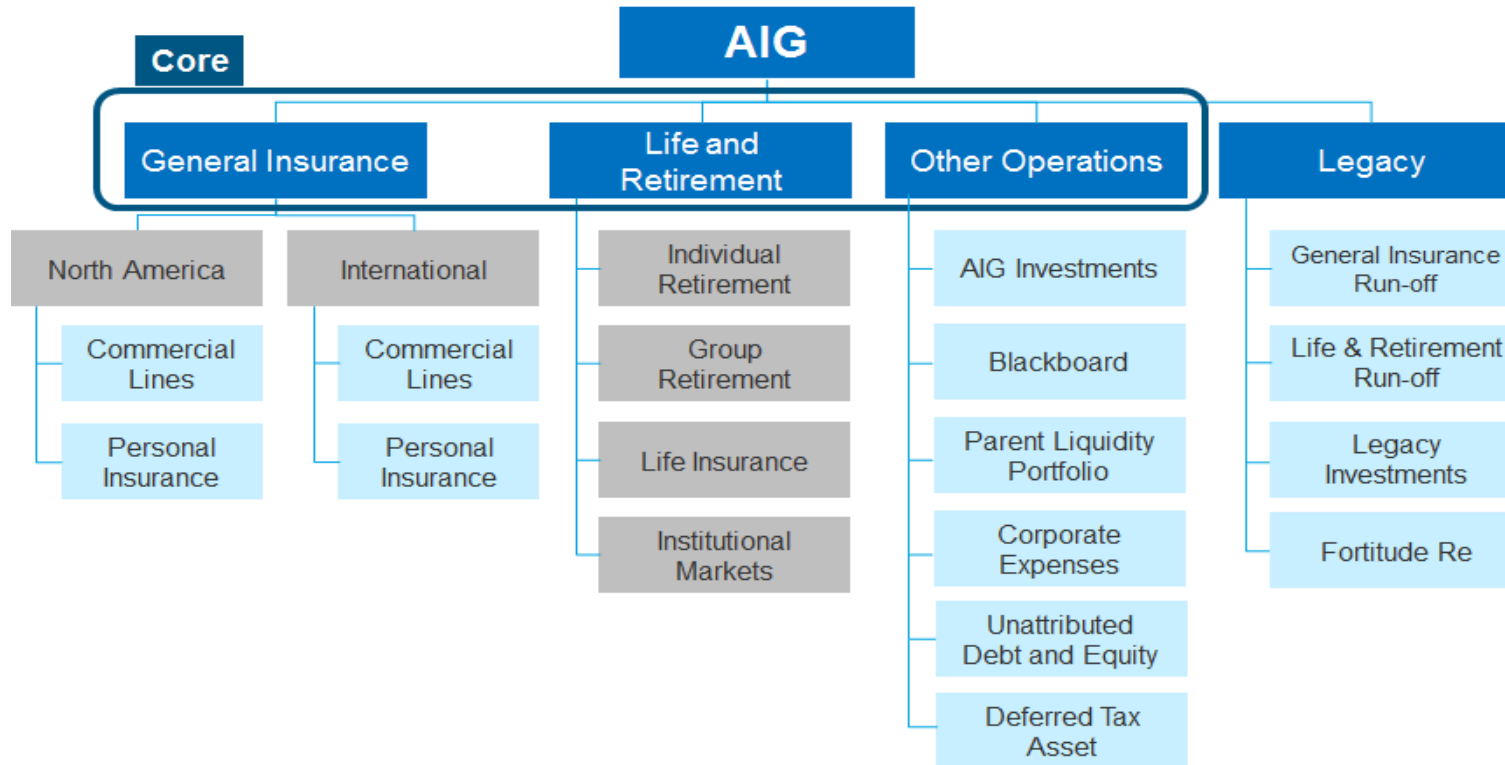 AIG
Core
General Insurance
Life and
Retirement
Other Operations
Legacy
North America
International
Commercial
Lines
Personal
Insurance
Commercial
Lines
Personal
Insurance
Individual
Retirement
Group
Retirement
Life Insurance
Institutional
Markets
AIG Investments
Blackboard
Parent Liquidity
Portfolio
Corporate
Expenses
Unattributed
Debt and Equity
Deferred Tax
Asset
General Insurance
Run-off
Life & Retirement
Run-off
Legacy
Investments
Fortitude Re